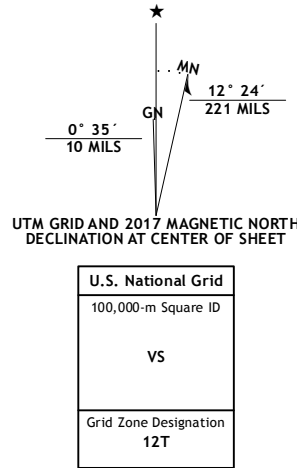 ★
MN
GN
12° 24´
221 MILS
0° 35´
10 MILS
UTM GRID AND 2017 MAGNETIC NORTH
DECLINATION AT CENTER OF SHEET
U.S. National Grid
100,000-m Square ID
VS
Grid Zone Designation
12T